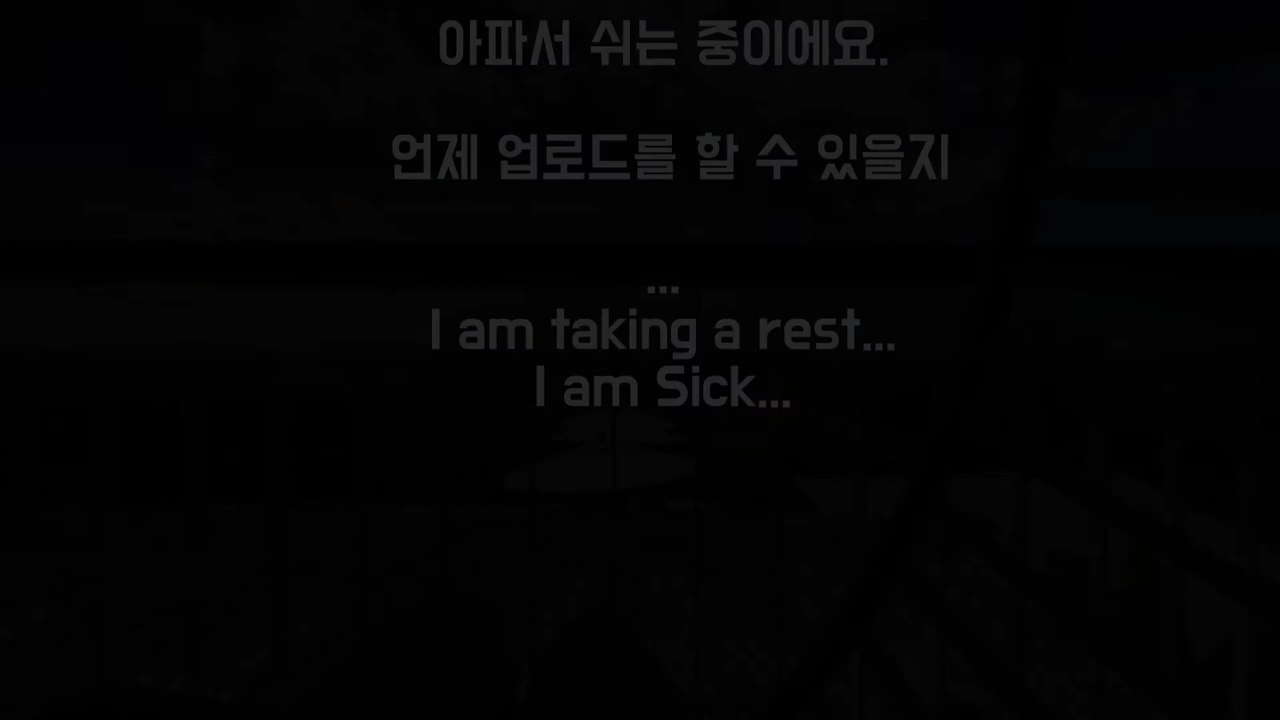 아파서 쉬는 중이에요.
언제 업로드를 할 수 있을지
...
I am taking a rest...
I am Sick...